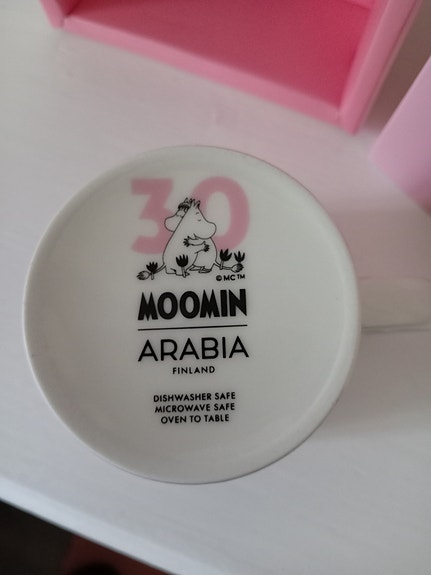 30
© MC™
MOOMIN
ARABIA
FINLAND
DISHWASHER SAFE
MICROWAVE SAFE
OVEN TO TABLE